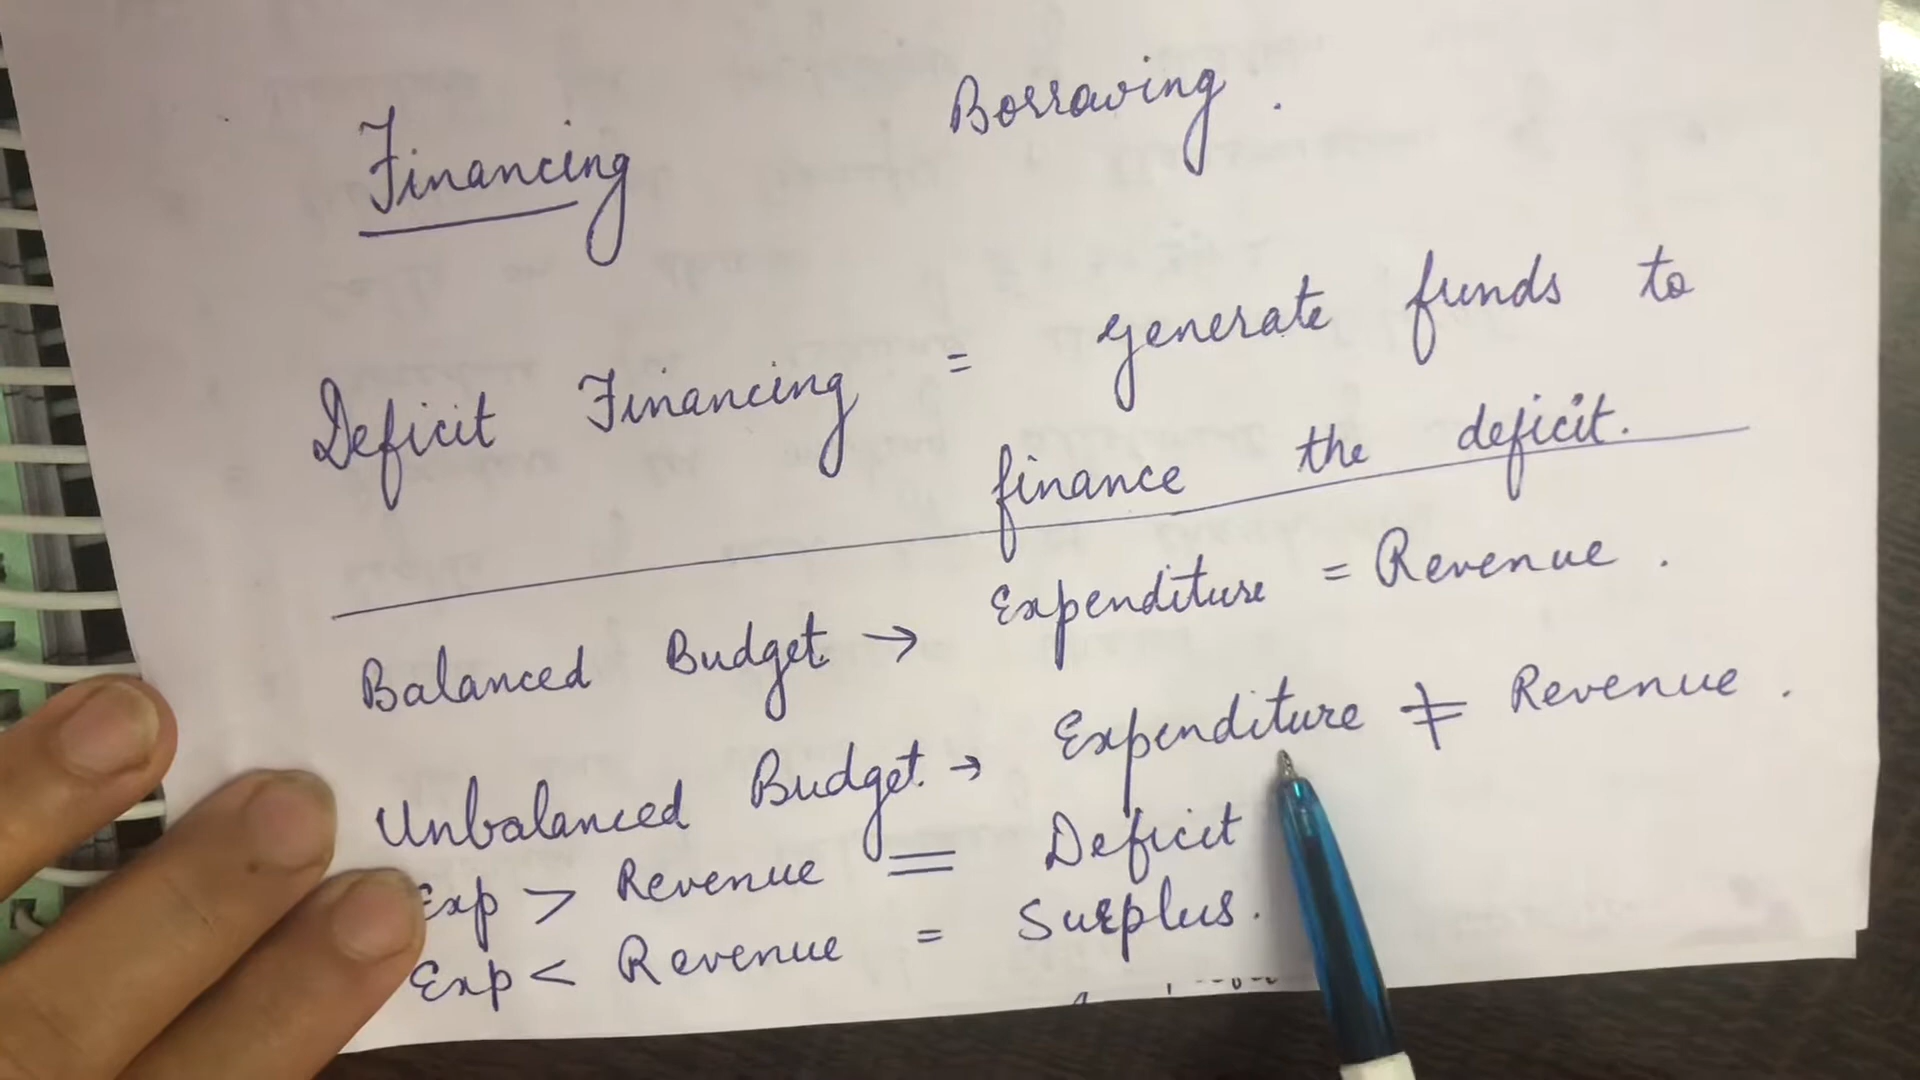 Financing Borrowing.
Deficit Financing = generate funds to
finance the deficit.
Balanced Budget → Expenditure = Revenue.
Unbalanced Budget → Expenditure ≠ Revenue.
Exp > Revenue = Deficit
Exp < Revenue = Surplus.